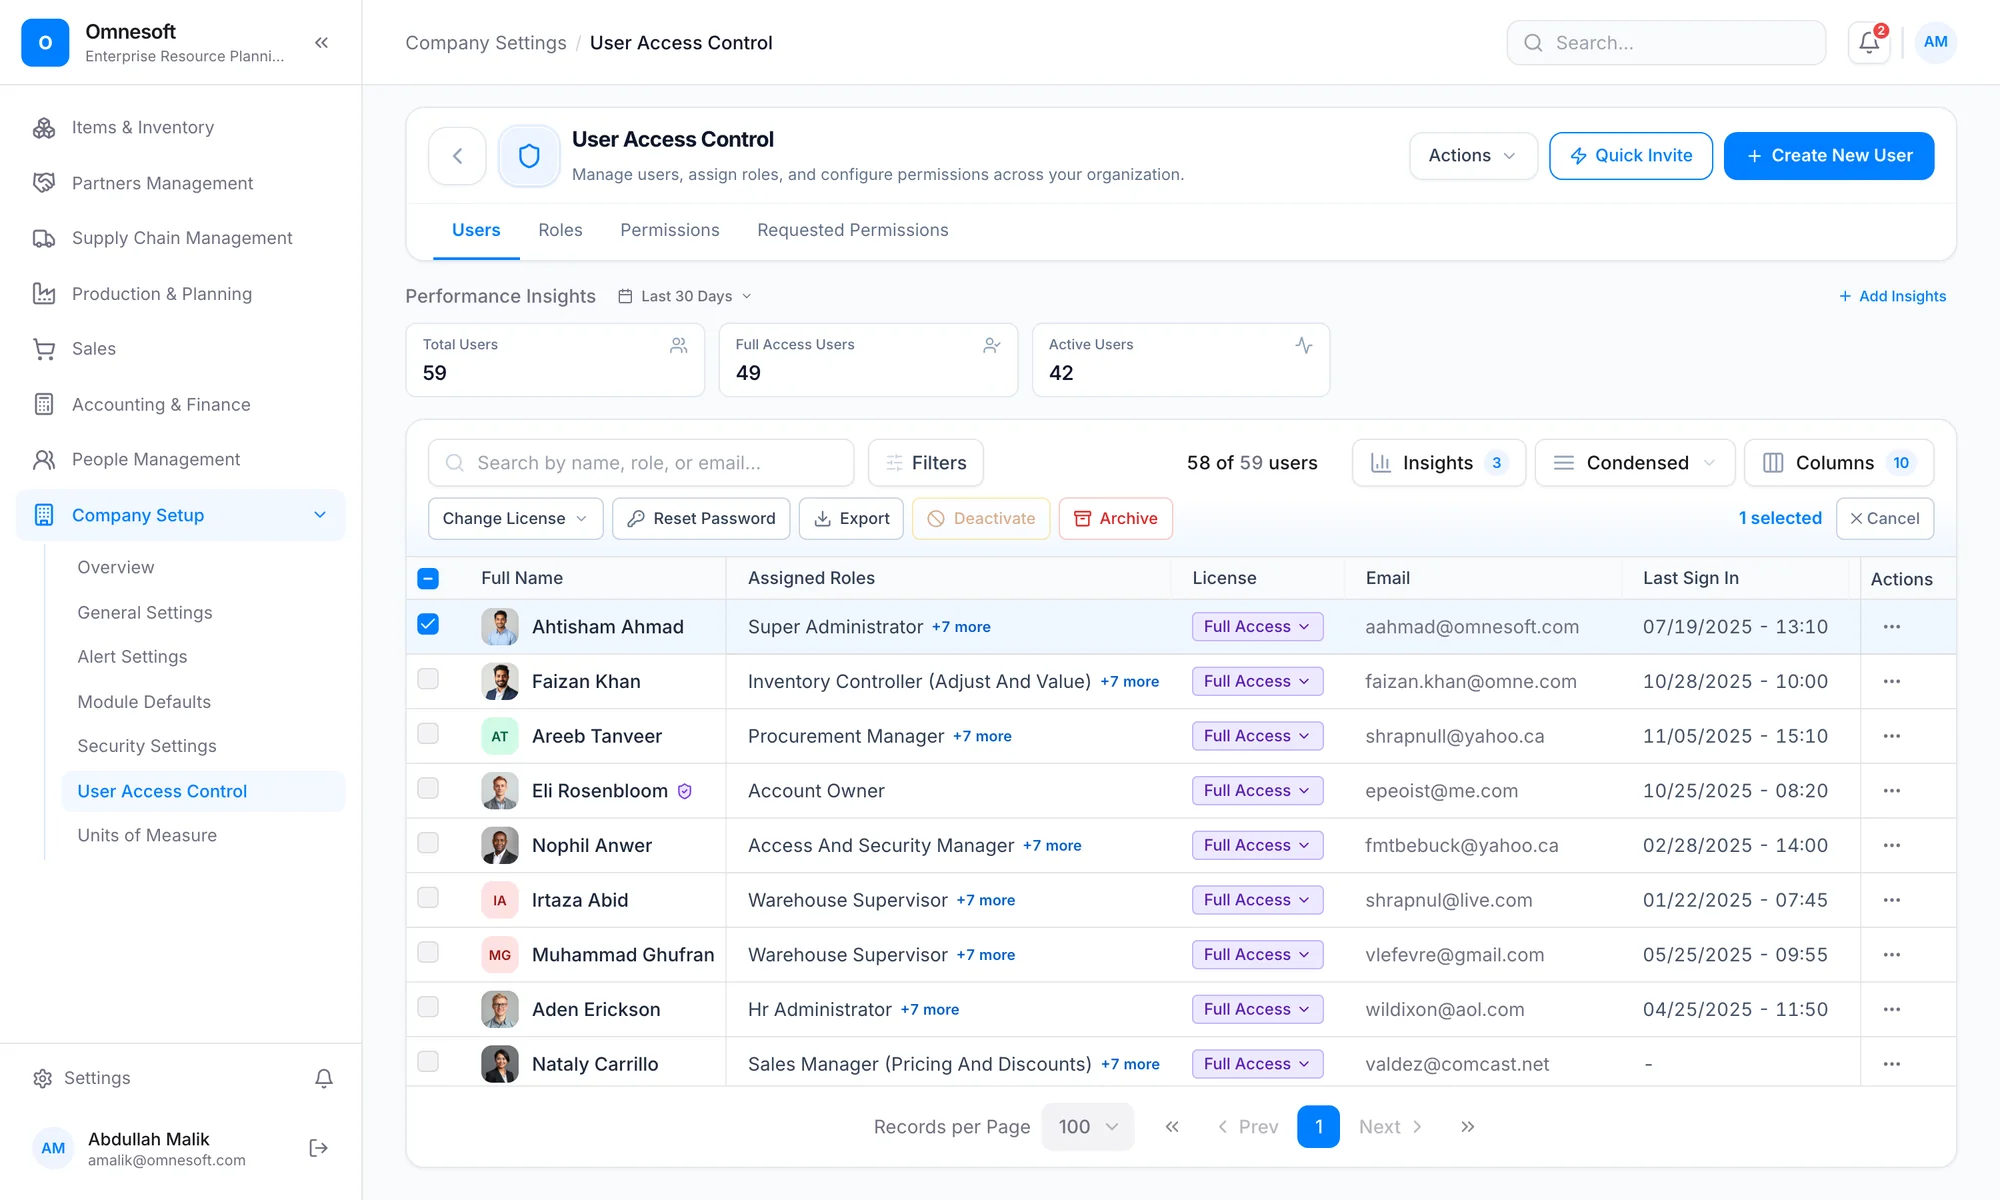 O
Omnesoft
Enterprise Resource Planni...
Company Settings / User Access Control
Search...
2
AM
Items & Inventory
Partners Management
Supply Chain Management
Production & Planning
Sales
Accounting & Finance
People Management
Company Setup
Overview
General Settings
Alert Settings
Module Defaults
Security Settings
User Access Control
Units of Measure
Settings
AM
Abdullah Malik
amalik@omnesoft.com
User Access Control
Manage users, assign roles, and configure permissions across your organization.
Actions
Quick Invite
+ Create New User
Users Roles Permissions Requested Permissions
Performance Insights Last 30 Days
+ Add Insights
Total Users
59
Full Access Users
49
Active Users
42
Search by name, role, or email...
Filters
58 of 59 users
Insights 3
Condensed
Columns 10
Change License
Reset Password
Export
Deactivate
Archive
1 selected
Cancel
Full Name Assigned Roles License Email Last Sign In Actions
Ahtisham Ahmad Super Administrator +7 more Full Access aahmad@omnesoft.com 07/19/2025 - 13:10 ···
Faizan Khan Inventory Controller (Adjust And Value) +7 more Full Access faizan.khan@omne.com 10/28/2025 - 10:00 ···
AT Areeb Tanveer Procurement Manager +7 more Full Access shrapnull@yahoo.ca 11/05/2025 - 15:10 ···
Eli Rosenbloom Account Owner Full Access epeoist@me.com 10/25/2025 - 08:20 ···
Nophil Anwer Access And Security Manager +7 more Full Access fmtbebuck@yahoo.ca 02/28/2025 - 14:00 ···
IA Irtaza Abid Warehouse Supervisor +7 more Full Access shrapnul@live.com 01/22/2025 - 07:45 ···
MG Muhammad Ghufran Warehouse Supervisor +7 more Full Access vlefevre@gmail.com 05/25/2025 - 09:55 ···
Aden Erickson Hr Administrator +7 more Full Access wildixon@aol.com 04/25/2025 - 11:50 ···
Nataly Carrillo Sales Manager (Pricing And Discounts) +7 more Full Access valdez@comcast.net - ···
Records per Page 100 Prev 1 Next